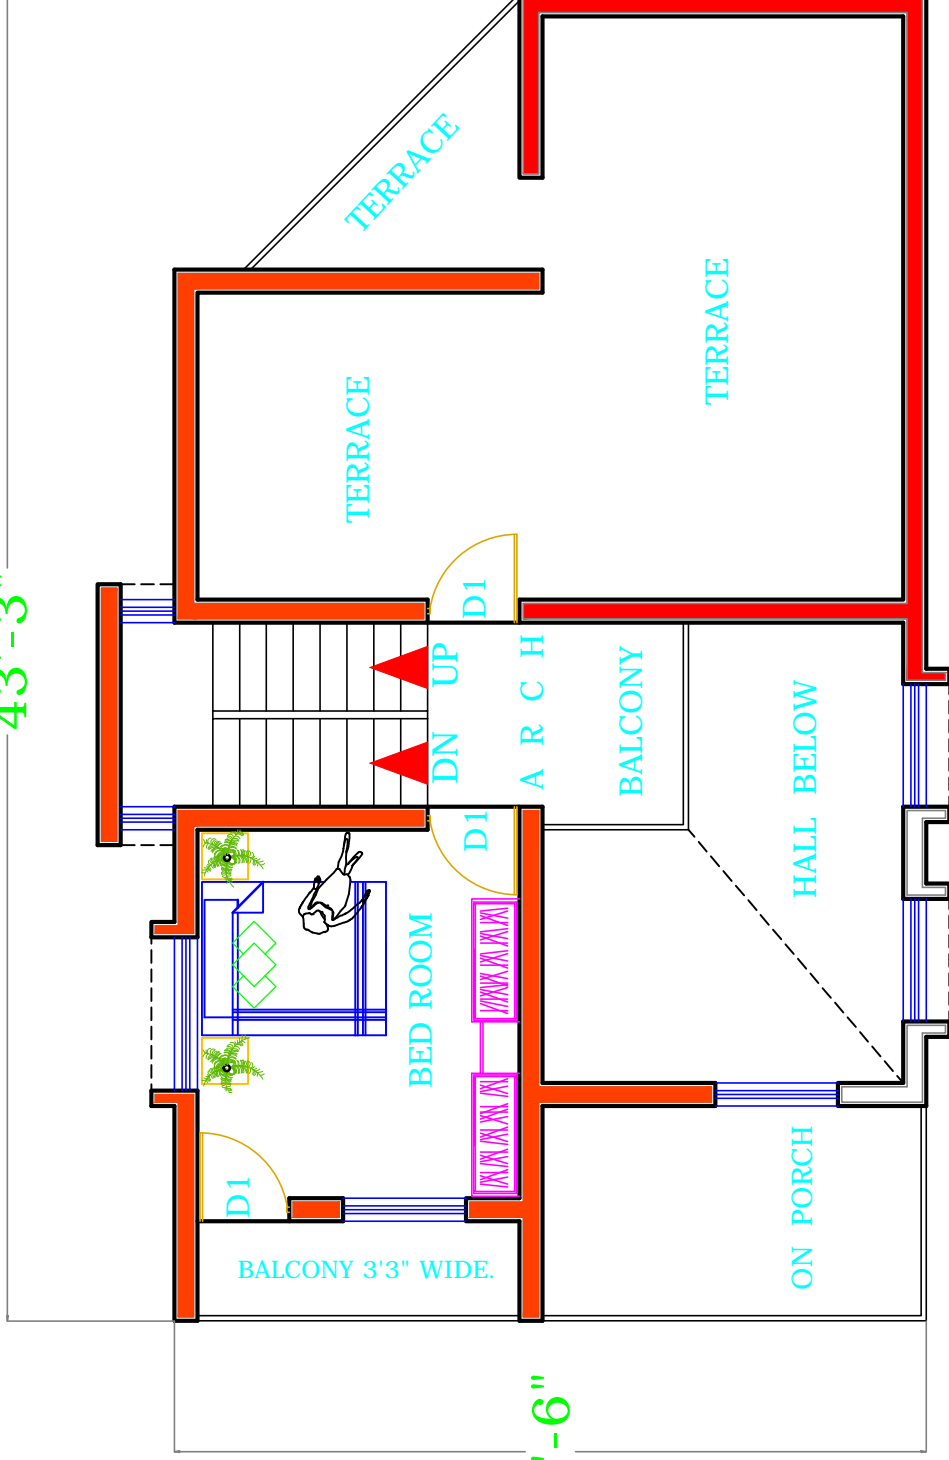 TERRACE
TERRACE
TERRACE
43'-3"
D1
UP
ARCH
BALCONY
DN
HALL BELOW
D1
BED ROOM
D1
ON PORCH
BALCONY 3'3" WIDE.
'-6"